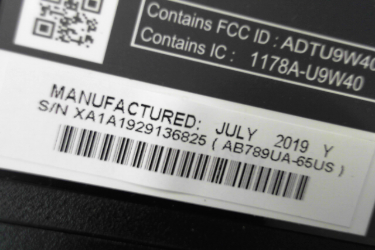 Contains FCC ID : ADTU9W40
Contains IC : 1178A-U9W40
MANUFACTURED: JULY 2019 Y
S/N XA1A1929136825 ( AB789UA-65US )